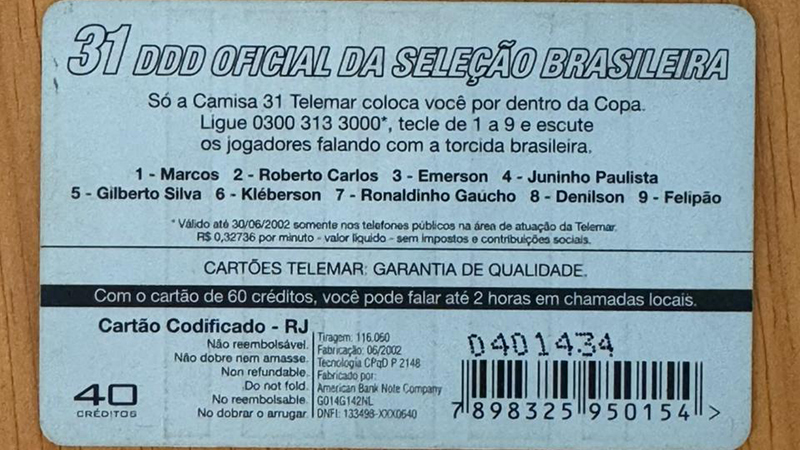 31 DDD OFICIAL DA SELEÇÃO BRASILEIRA
Só a Camisa 31 Telemar coloca você por dentro da Copa.
Ligue 0300 313 3000*, tecle de 1 a 9 e escute
os jogadores falando com a torcida brasileira.
1 - Marcos 2 - Roberto Carlos 3 - Emerson 4 - Juninho Paulista
5 - Gilberto Silva 6 - Kléberson 7 - Ronaldinho Gaúcho 8 - Denilson 9 - Felipão
* Válido até 30/06/2002 somente nos telefones públicos na área de atuação da Telemar.
R$ 0,32736 por minuto - valor líquido - sem impostos e contribuições sociais.
CARTÕES TELEMAR: GARANTIA DE QUALIDADE.
Com o cartão de 60 créditos, você pode falar até 2 horas em chamadas locais.
Cartão Codificado - RJ
Não reembolsável.
Não dobre nem amasse.
Non refundable.
Do not fold.
No reembolsable.
No dobrar o arrugar.
40
CRÉDITOS
Tiragem: 116.060
Fabricação: 06/2002
Tecnologia CPqD P 2148
Fabricado por:
American Bank Note Company
G014G142NL
DNFI: 133498-XXX0640
0401434
7 898325 950154 >